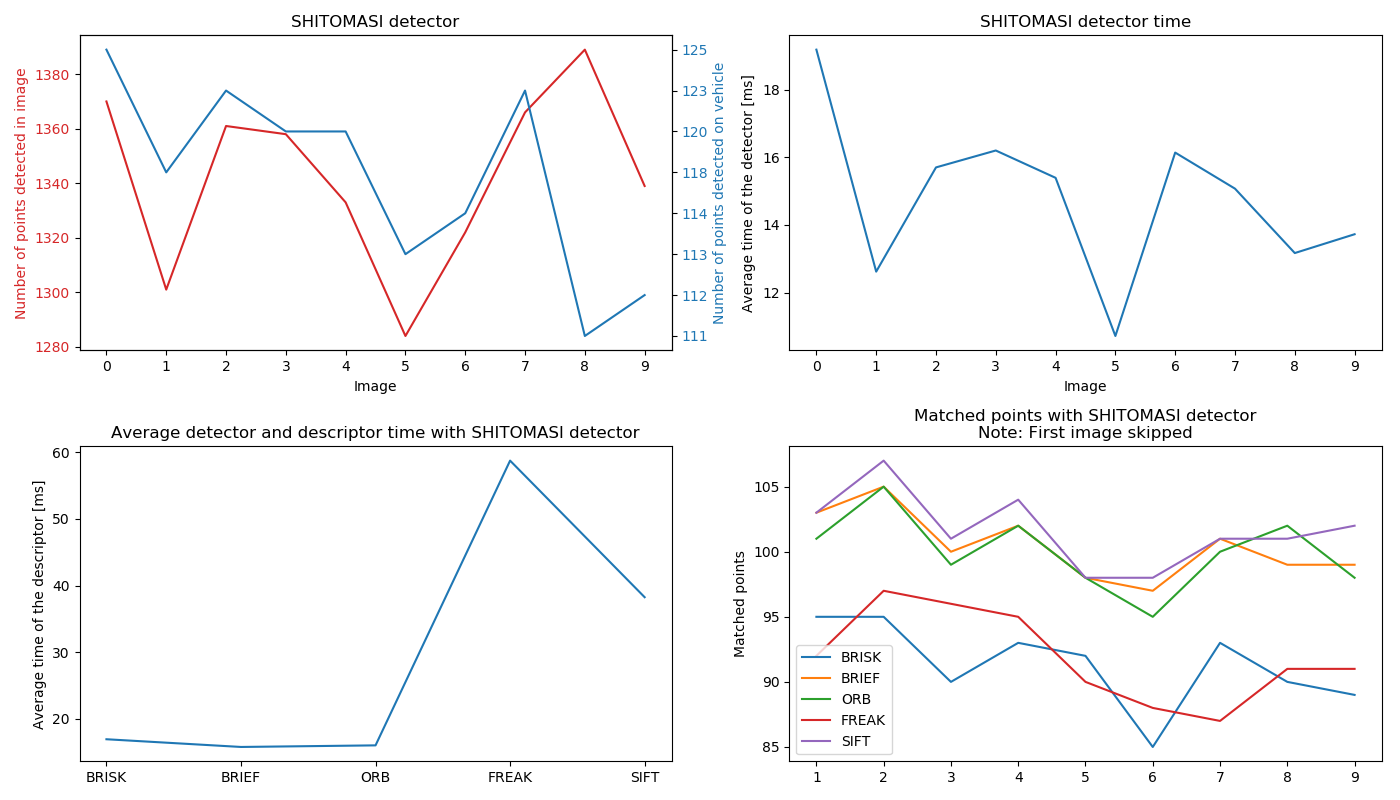 SHITOMASI detector
Number of points detected in image
1380
1360
1340
1320
1300
1280
125
123
120
118
114
113
112
111
Number of points detected on vehicle
0 1 2 3 4 5 6 7 8 9
Image
SHITOMASI detector time
Average time of the detector [ms]
18
16
14
12
0 1 2 3 4 5 6 7 8 9
Image
Average detector and descriptor time with SHITOMASI detector
Average time of the descriptor [ms]
60
50
40
30
20
BRISK BRIEF ORB FREAK SIFT
Matched points with SHITOMASI detector
Note: First image skipped
Matched points
105
100
95
90
85
BRISK
BRIEF
ORB
FREAK
SIFT
1 2 3 4 5 6 7 8 9